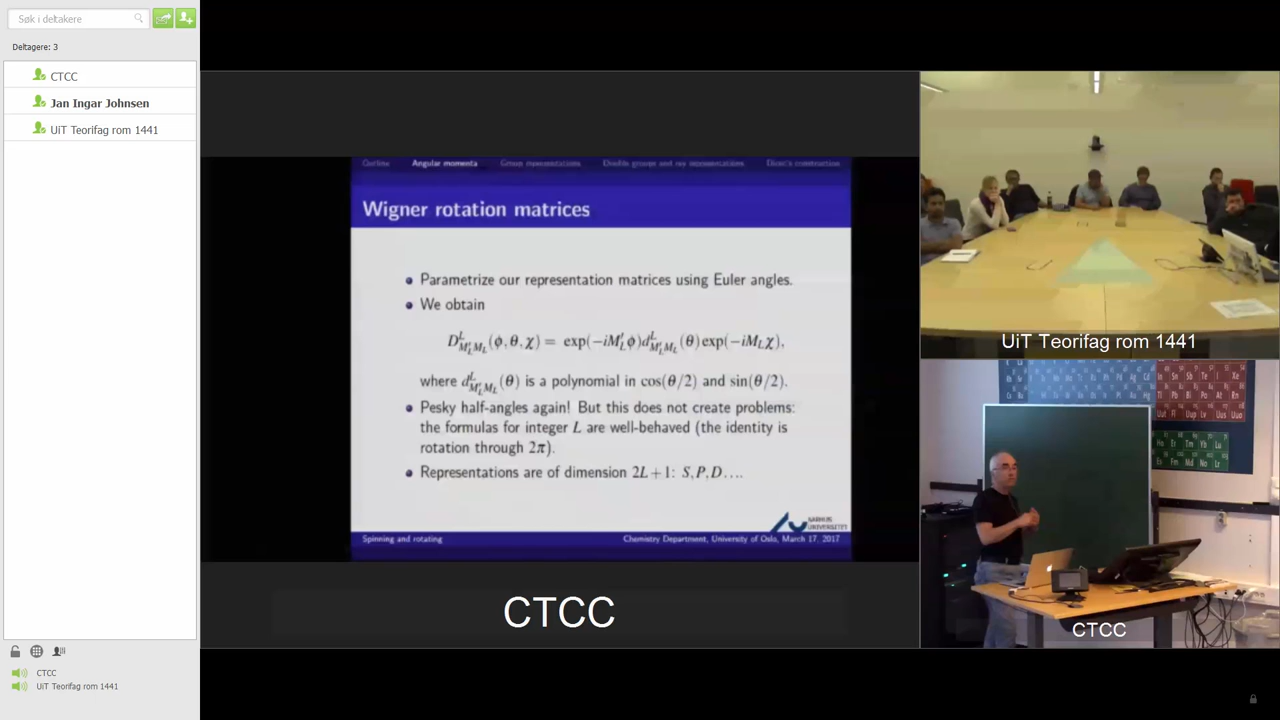 Søk i deltakere
Deltagere: 3
CTCC
Jan Ingar Johnsen
UiT Teorifag rom 1441
CTCC
UiT Teorifag rom 1441
Outline Angular momenta Group representations Double groups and ray representations Dirac's construction
Wigner rotation matrices
Parametrize our representation matrices using Euler angles.
We obtain
D^L_{M'_L M_L}(ϕ, θ, χ) = exp(−iM'_Lϕ)d^L_{M'_L M_L}(θ)exp(−iM_Lχ),
where d^L_{M'_L M_L}(θ) is a polynomial in cos(θ/2) and sin(θ/2).
Pesky half-angles again! But this does not create problems:
the formulas for integer L are well-behaved (the identity is
rotation through 2π).
Representations are of dimension 2L+1: S,P,D....
AARHUS
UNIVERSITET
Spinning and rotating Chemistry Department, University of Oslo, March 17, 2017
CTCC
UiT Teorifag rom 1441
CTCC